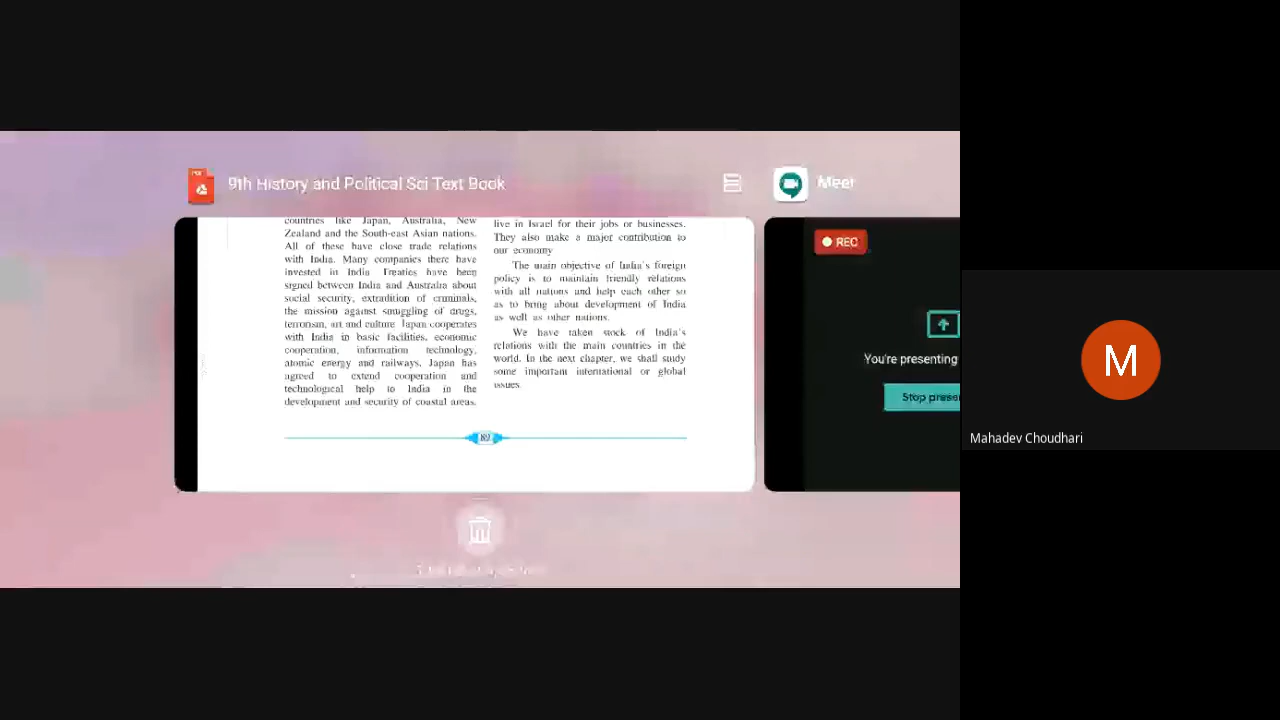 9th History and Political Sci Text Book
Meet
countries like Japan, Australia, New
Zealand and the South-east Asian nations.
All of these have close trade relations
with India. Many companies there have
invested in India. Treaties have been
signed between India and Australia about
social security, extradition of criminals,
the mission against smuggling of drugs,
terrorism, art and culture. Japan cooperates
with India in basic facilities, economic
cooperation, information technology,
atomic energy and railways. Japan has
agreed to extend cooperation and
technological help to India in the
development and security of coastal areas.
live in Israel for their jobs or businesses.
They also make a major contribution to
our economy
The main objective of India's foreign
policy is to maintain friendly relations
with all nations and help each other so
as to bring about development of India
as well as other nations.
We have taken stock of India's
relations with the main countries in the
world. In the next chapter, we shall study
some important international or global
issues.
REC
You're presenting
Stop prese
M
Mahadev Choudhari